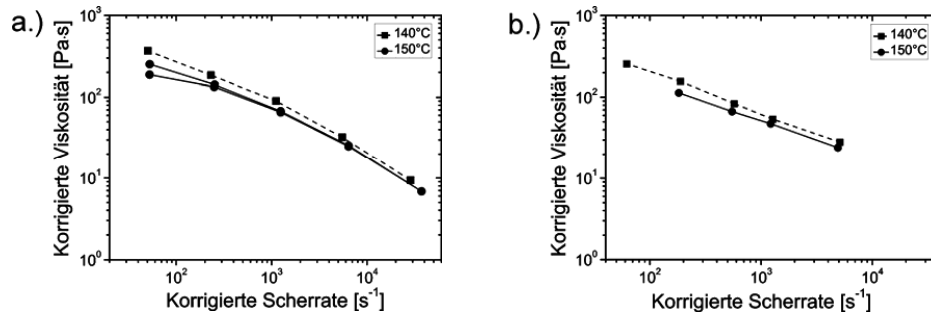 a.)
Korrigierte Viskosität [Pa·s]
10³
10²
10¹
10⁰
140°C
150°C
10² 10³ 10⁴
Korrigierte Scherrate [s⁻¹]
b.)
Korrigierte Viskosität [Pa·s]
10³
10²
10¹
10⁰
140°C
150°C
10² 10³ 10⁴
Korrigierte Scherrate [s⁻¹]